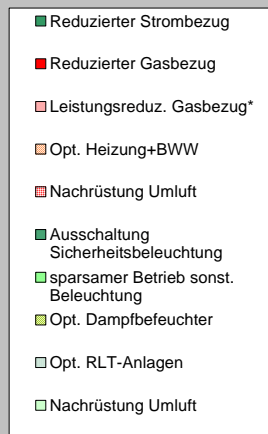 Reduzierter Strombezug
Reduzierter Gasbezug
Leistungsreduz. Gasbezug*
Opt. Heizung+BWW
Nachrüstung Umluft
Ausschaltung
Sicherheitsbeleuchtung
sparsamer Betrieb sonst.
Beleuchtung
Opt. Dampfbefeuchter
Opt. RLT-Anlagen
Nachrüstung Umluft